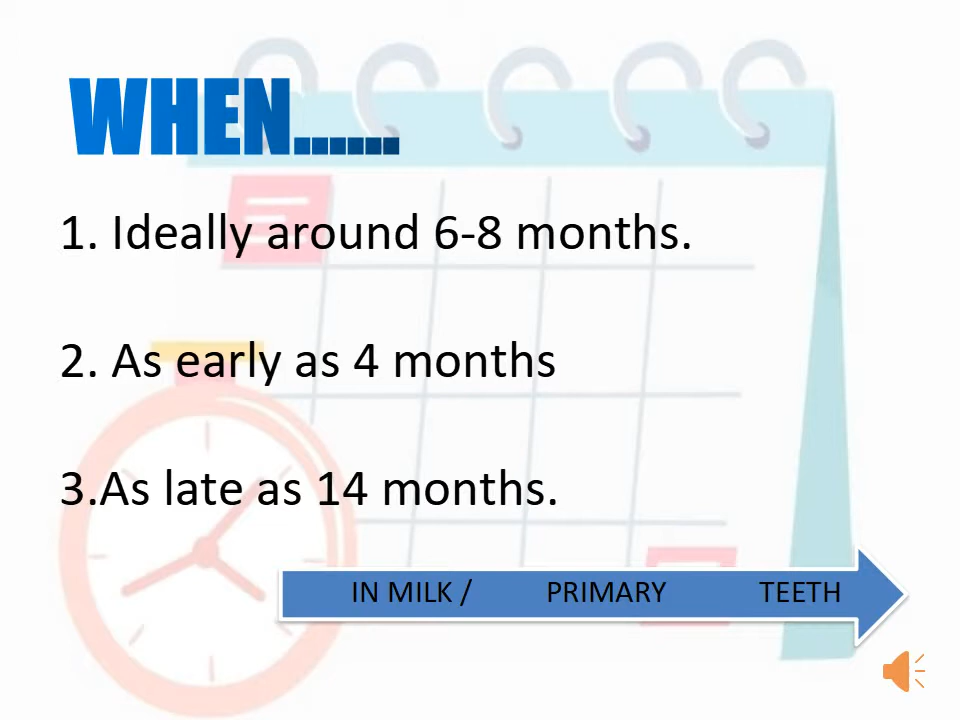 WHEN......
1. Ideally around 6-8 months.
2. As early as 4 months
3.As late as 14 months.
IN MILK / PRIMARY TEETH